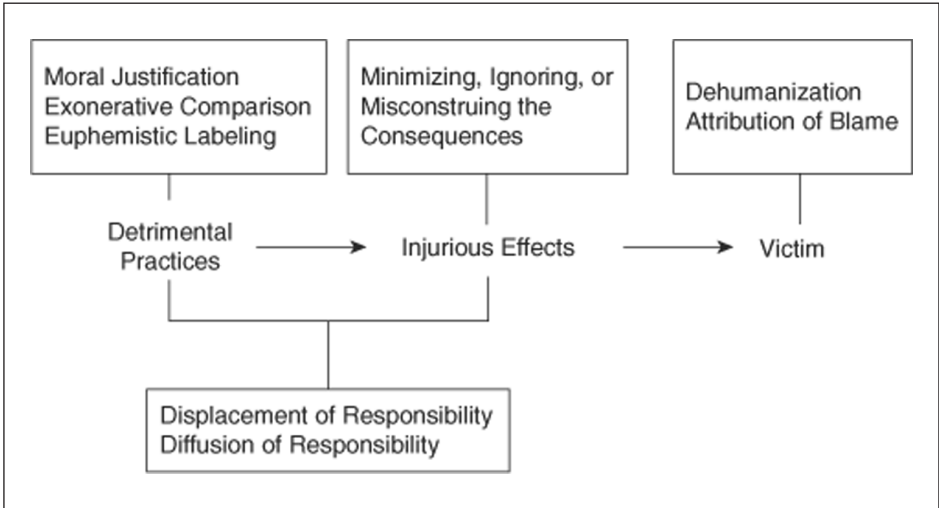 Moral Justification
Exonerative Comparison
Euphemistic Labeling
Minimizing, Ignoring, or
Misconstruing the
Consequences
Dehumanization
Attribution of Blame
Detrimental
Practices
Injurious Effects
Victim
Displacement of Responsibility
Diffusion of Responsibility